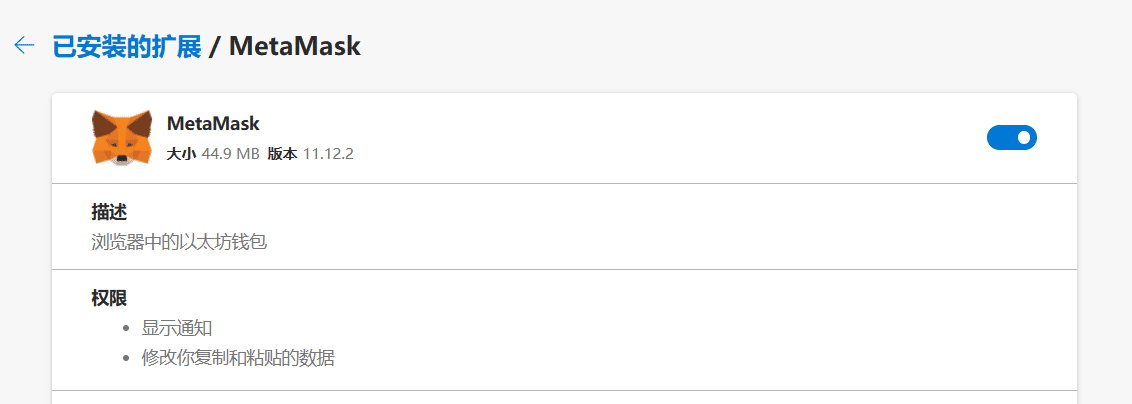 已安装的扩展 / MetaMask
MetaMask
大小 44.9 MB 版本 11.12.2
描述
浏览器中的以太坊钱包
权限
• 显示通知
• 修改你复制和粘贴的数据